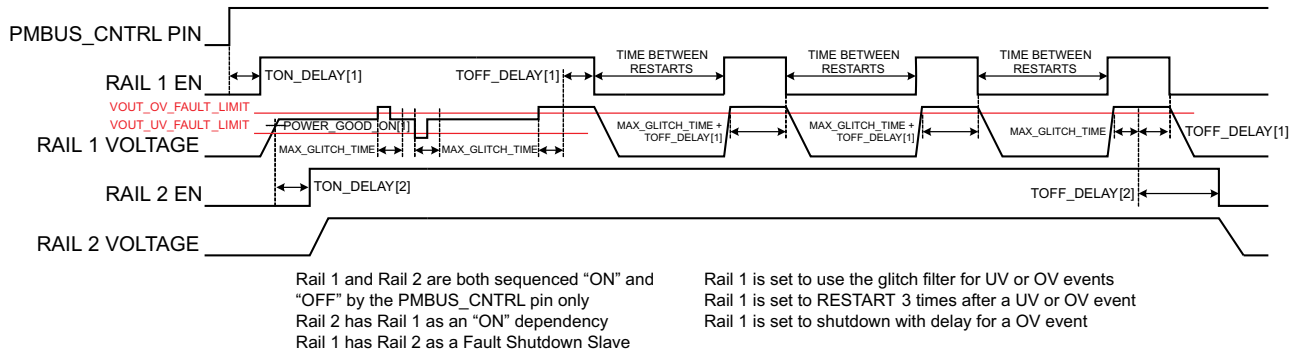 PMBUS_CNTRL PIN
TON_DELAY[1]
TOFF_DELAY[1]
TIME BETWEEN
RESTARTS
TIME BETWEEN
RESTARTS
TIME BETWEEN
RESTARTS
RAIL 1 EN
VOUT_OV_FAULT_LIMIT
VOUT_UV_FAULT_LIMIT
POWER_GOOD_ON[1]
RAIL 1 VOLTAGE
MAX_GLITCH_TIME
MAX_GLITCH_TIME
MAX_GLITCH_TIME +
TOFF_DELAY[1]
MAX_GLITCH_TIME +
TOFF_DELAY[1]
MAX_GLITCH_TIME
TOFF_DELAY[1]
RAIL 2 EN
TON_DELAY[2]
TOFF_DELAY[2]
RAIL 2 VOLTAGE
Rail 1 and Rail 2 are both sequenced “ON” and
“OFF” by the PMBUS_CNTRL pin only
Rail 2 has Rail 1 as an “ON” dependency
Rail 1 has Rail 2 as a Fault Shutdown Slave
Rail 1 is set to use the glitch filter for UV or OV events
Rail 1 is set to RESTART 3 times after a UV or OV event
Rail 1 is set to shutdown with delay for a OV event